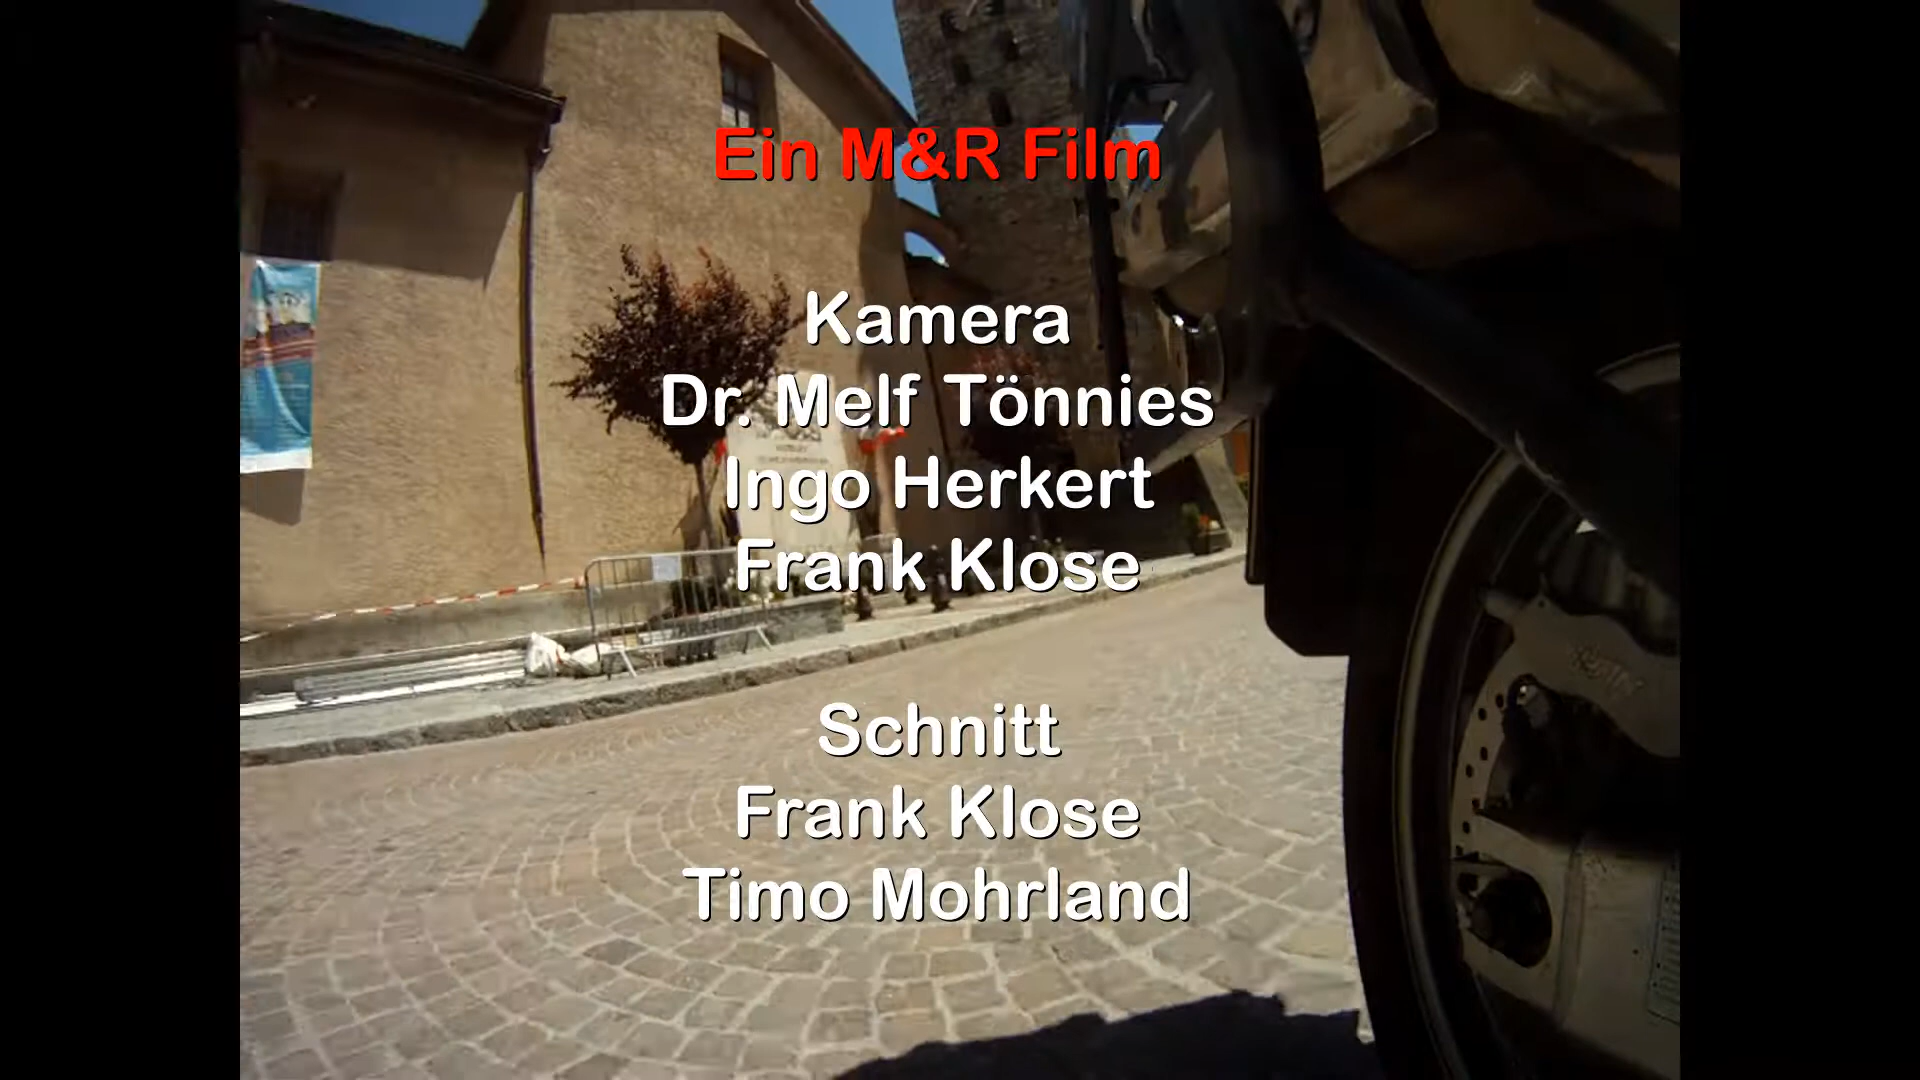 Ein M&R Film
Kamera
Dr. Melf Tönnies
Ingo Herkert
Frank Klose
Schnitt
Frank Klose
Timo Mohrland